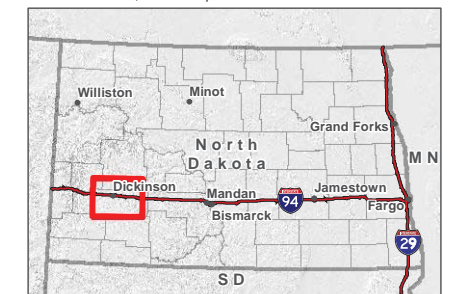 Williston
Minot
Grand Forks
North
Dakota
MN
Dickinson
Mandan
Jamestown
94
Fargo
Bismarck
29
SD